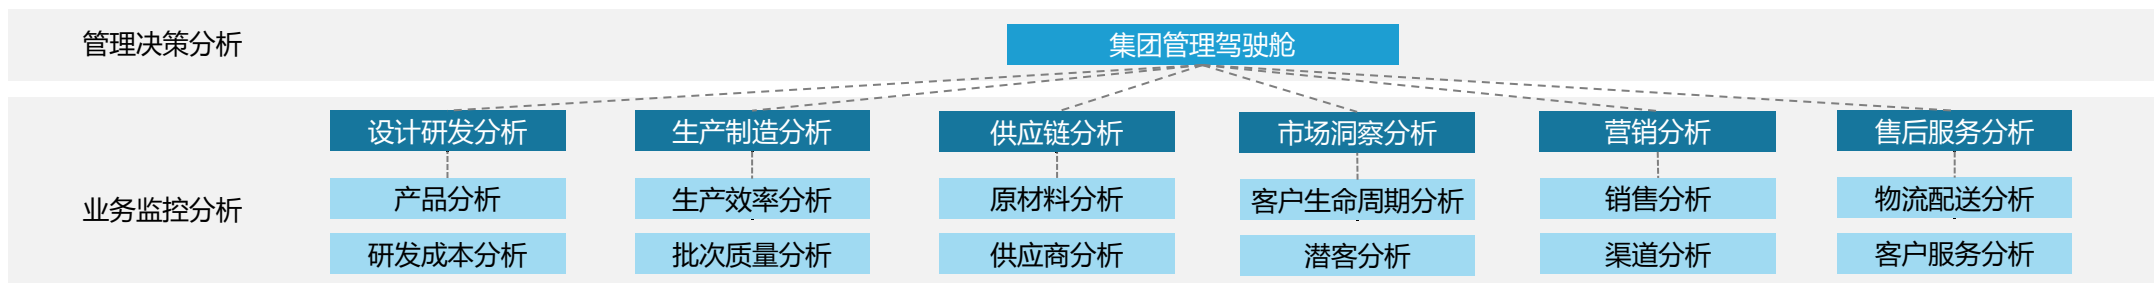 管理决策分析
集团管理驾驶舱
业务监控分析
设计研发分析
产品分析
研发成本分析
生产制造分析
生产效率分析
批次质量分析
供应链分析
原材料分析
供应商分析
市场洞察分析
客户生命周期分析
潜客分析
营销分析
销售分析
渠道分析
售后服务分析
物流配送分析
客户服务分析